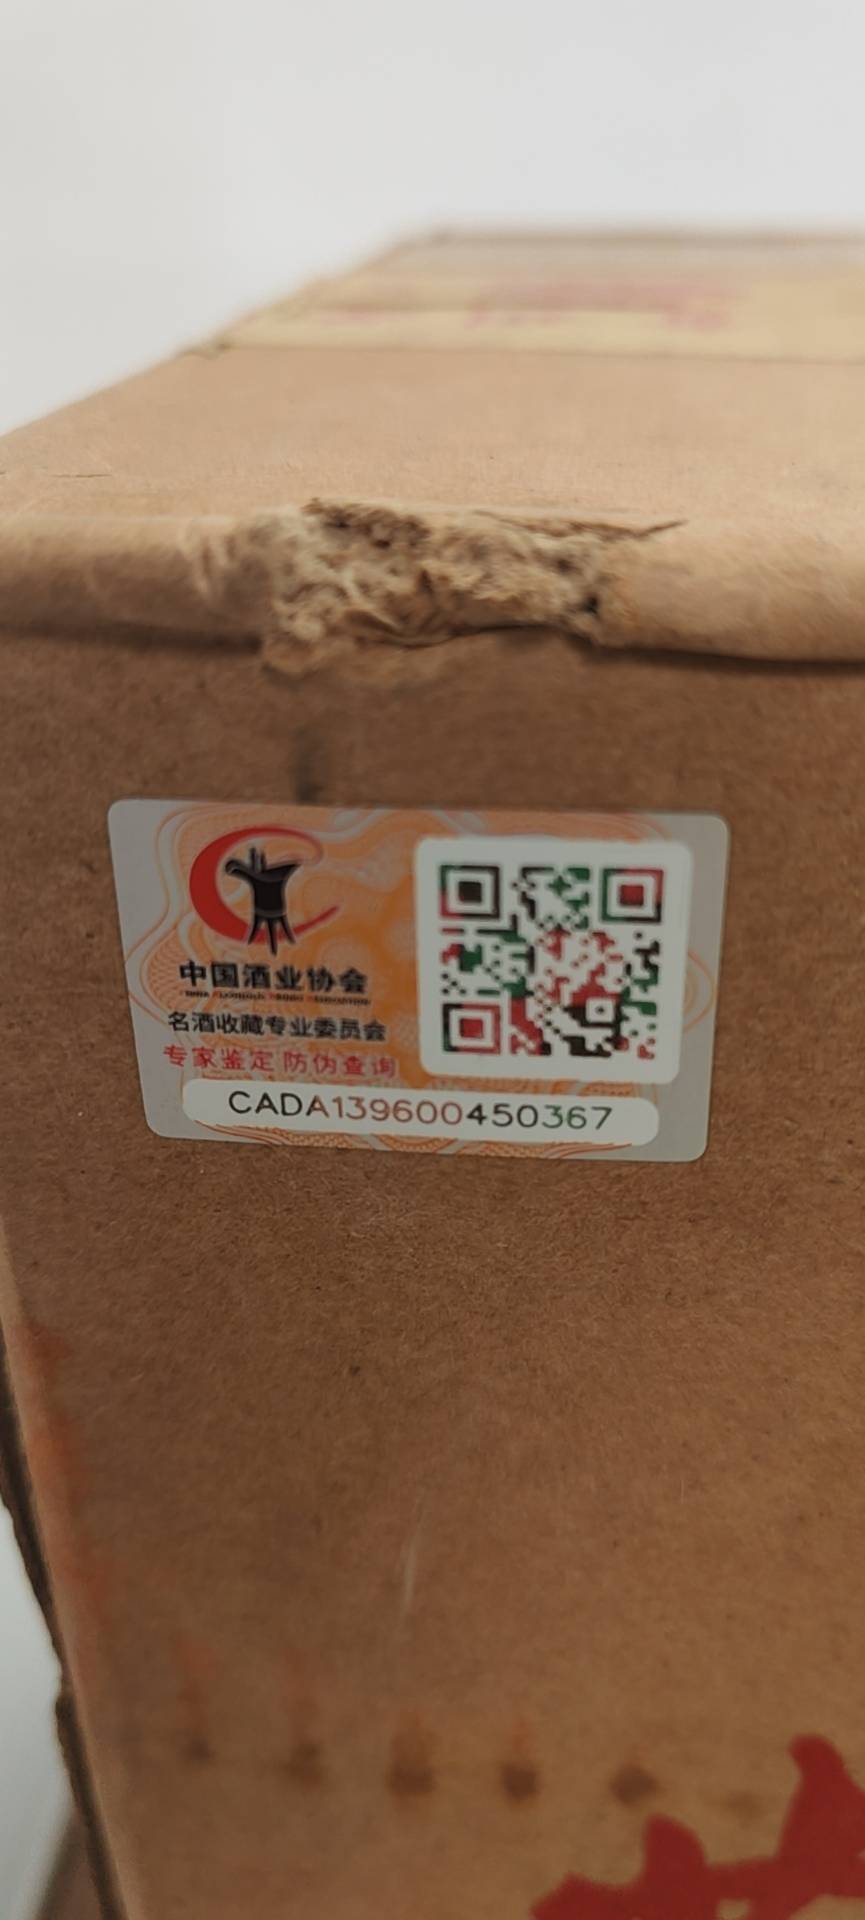 中国酒业协会
名酒收藏专业委员会
专家鉴定 防伪查询
CADA139600450367